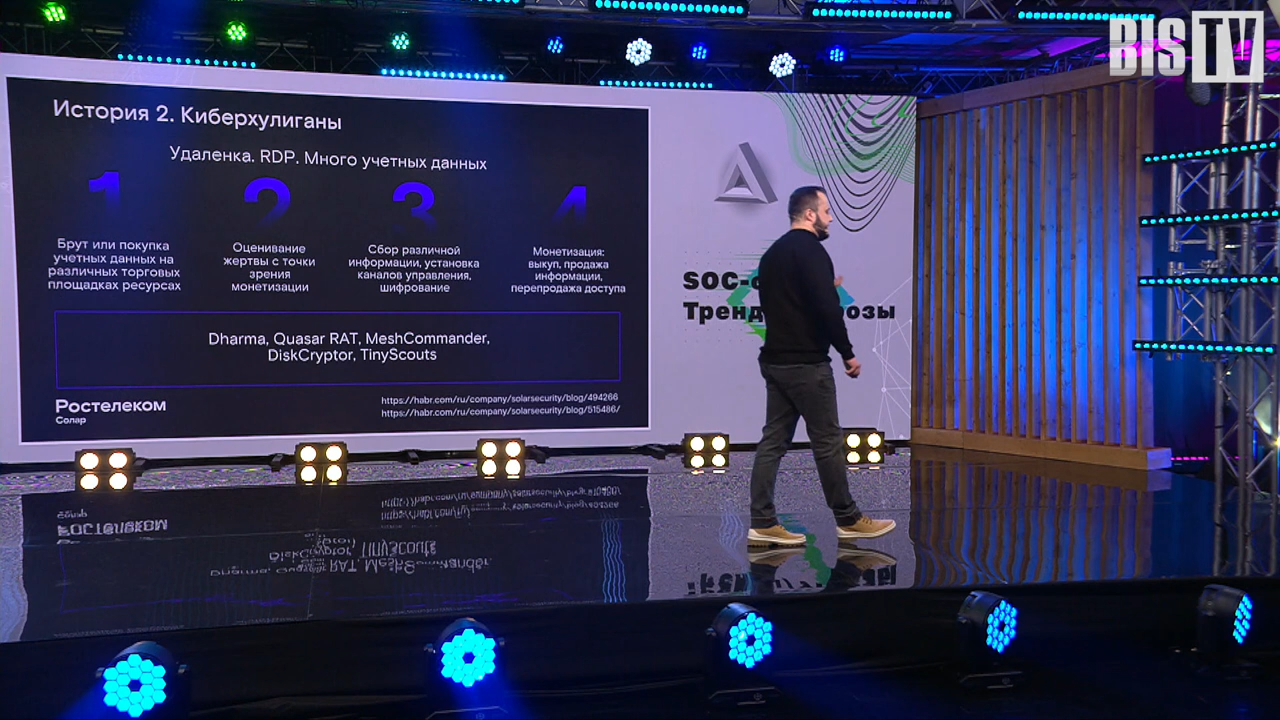 BIS TV
История 2. Киберхулиганы
Удаленка. RDP. Много учетных данных
1
Брут или покупка
учетных данных на
различных торговых
площадках ресурсах
2
Оценивание
жертвы с точки
зрения
монетизации
3
Сбор различной
информации, установка
каналов управления,
шифрование
4
Монетизация:
выкуп, продажа
информации,
перепродажа доступа
Dharma, Quasar RAT, MeshCommander,
DiskCryptor, TinyScouts
Ростелеком
Солар
https://habr.com/ru/company/solarsecurity/blog/494266
https://habr.com/ru/company/solarsecurity/blog/515486/
SOC-